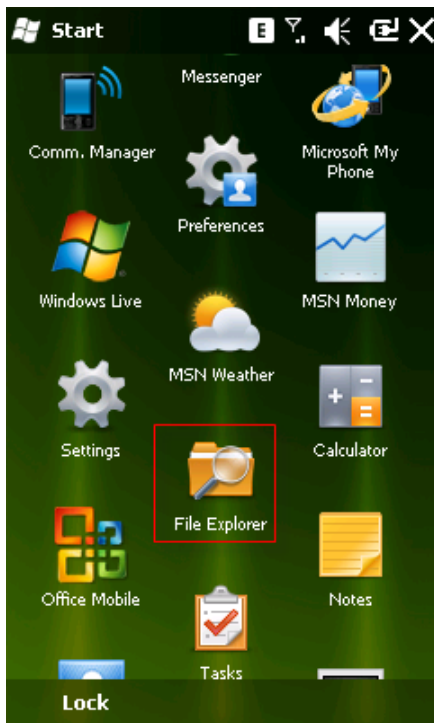 Start
E
Messenger
Comm. Manager
Microsoft My
Phone
Preferences
Windows Live
MSN Money
MSN Weather
Settings
Calculator
File Explorer
Office Mobile
Notes
Tasks
Lock